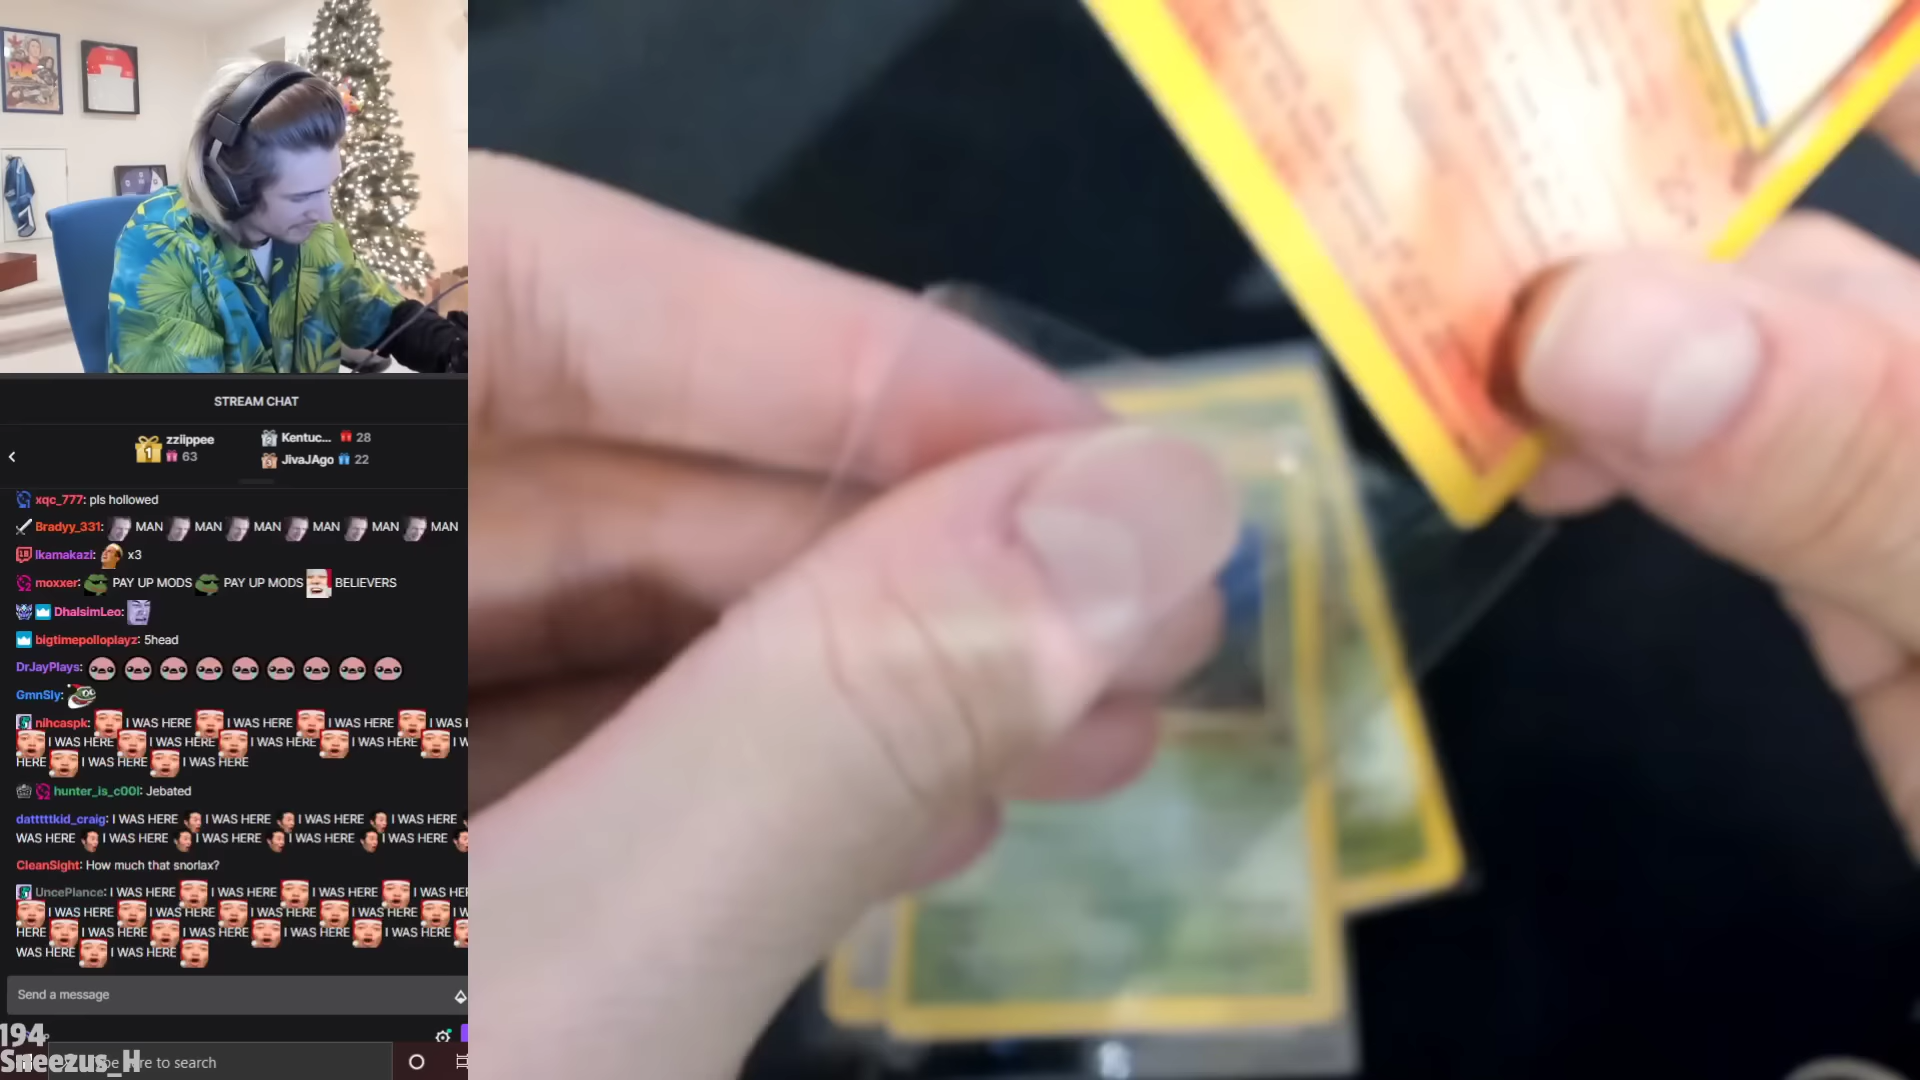 STREAM CHAT
zziippee
63
Kentuc... 28
JivaJAgo 22
xqc_777: pls hollowed
Bradyy_331: MAN MAN MAN MAN MAN MAN
Ikamakazi: x3
moxxer: PAY UP MODS PAY UP MODS BELIEVERS
DhalsimLeo:
bigtimepolloplayz: 5head
DrJayPlays:
GmnSly:
nihcaspk: I WAS HERE I WAS HERE I WAS HERE I WAS H
I WAS HERE I WAS HERE I WAS HERE I WAS HERE I W
HERE I WAS HERE I WAS HERE
hunter_is_c00l: Jebated
datttttkid_craig: I WAS HERE I WAS HERE I WAS HERE I WAS HERE
WAS HERE I WAS HERE I WAS HERE I WAS HERE I WAS HERE
CleanSight: How much that snorlax?
UncePlance: I WAS HERE I WAS HERE I WAS HERE I WAS HE
I WAS HERE I WAS HERE I WAS HERE I WAS HERE I W
HERE I WAS HERE I WAS HERE I WAS HERE I WAS HERE
WAS HERE I WAS HERE
Send a message
194
Sneezus_H
to search